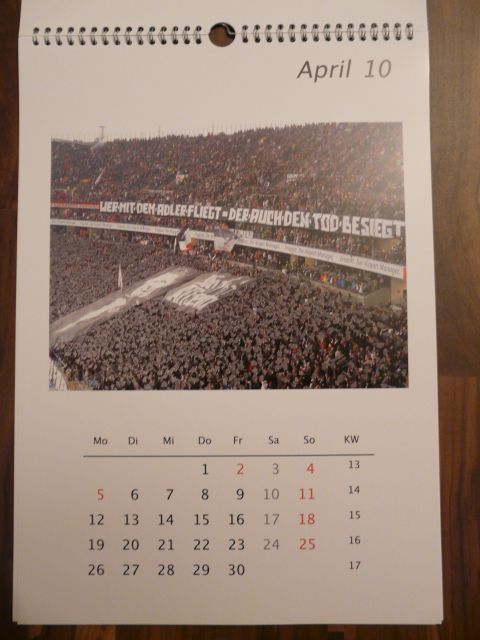 April 10
WER MIT DEM ADLER FLIEGT - DER AUCH DEN TOD BESIEGT
Mo Di Mi Do Fr Sa So KW
1 2 3 4 13
5 6 7 8 9 10 11 14
12 13 14 15 16 17 18 15
19 20 21 22 23 24 25 16
26 27 28 29 30 17